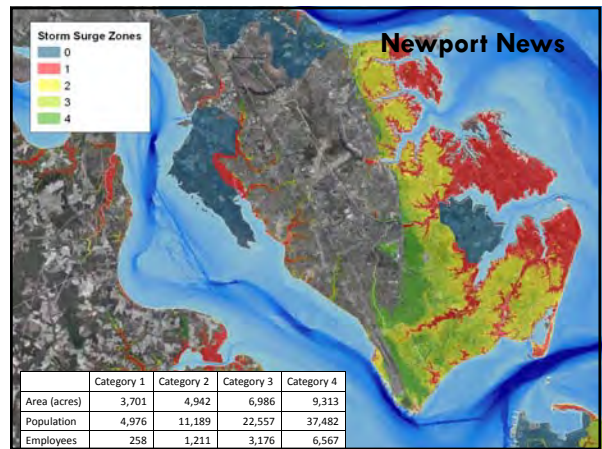 Newport News
Storm Surge Zones
0
1
2
3
4
Category 1 Category 2 Category 3 Category 4
Area (acres) 3,701 4,942 6,986 9,313
Population 4,976 11,189 22,557 37,482
Employees 258 1,211 3,176 6,567